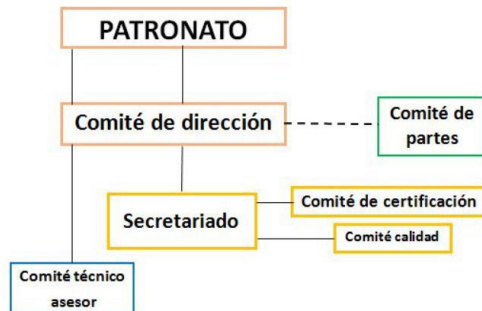 PATRONATO
Comité de dirección
Comité de
partes
Secretariado
Comité de certificación
Comité calidad
Comité técnico
asesor